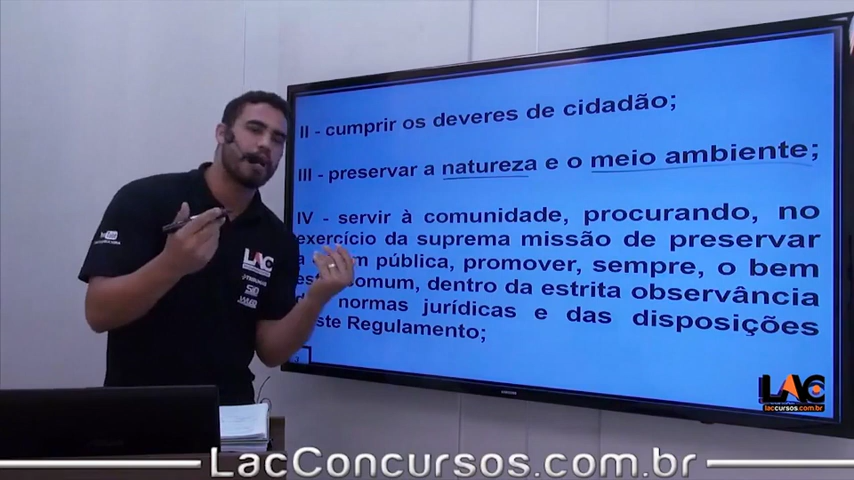 II - cumprir os deveres de cidadão;
III - preservar a natureza e o meio ambiente;
IV - servir à comunidade, procurando, no
exercício da suprema missão de preservar
pública, promover, sempre, o bem
comum, dentro da estrita observância
normas jurídicas e das disposições
Regulamento;
LAC
laccursos.com.br
LAC
SAMSUNG
LacConcursos.com.br